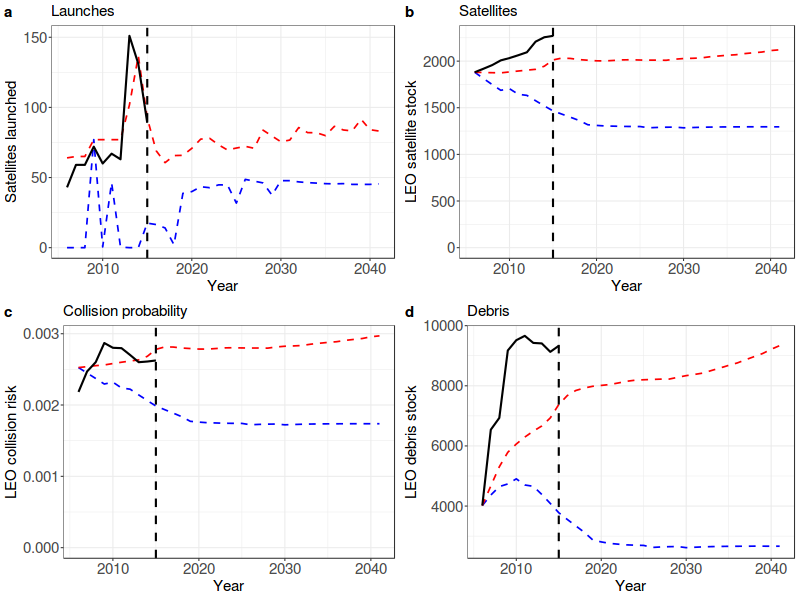 a Launches
150
100
50
0
Satellites launched
2010 2020 2030 2040
Year
b Satellites
2000
1500
1000
500
0
LEO satellite stock
2010 2020 2030 2040
Year
c Collision probability
0.003
0.002
0.001
0.000
LEO collision risk
2010 2020 2030 2040
Year
d Debris
10000
8000
6000
4000
LEO debris stock
2010 2020 2030 2040
Year